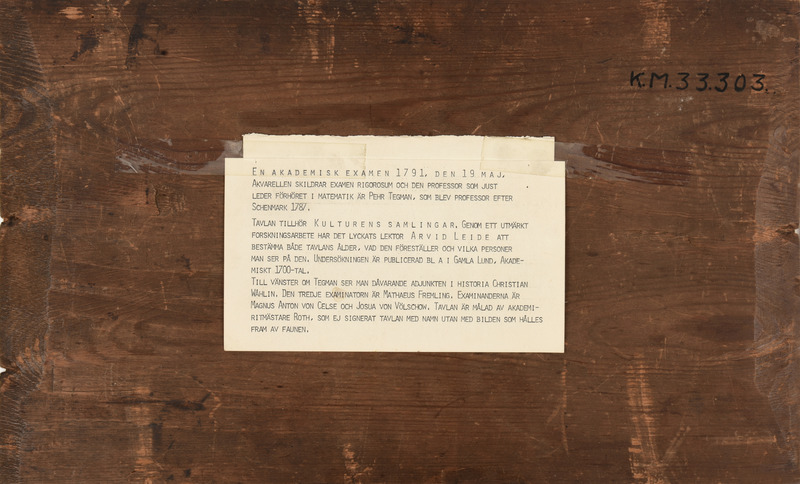 K.M.33.303.
EN AKADEMISK EXAMEN 1791, DEN 19 MAJ.
AKVARELLEN SKILDRAR EXAMEN RIGOROSUM OCH DEN PROFESSOR SOM JUST
LEDER FÖRHÖRET I MATEMATIK ÄR PEHR TEGMAN, SOM BLEV PROFESSOR EFTER
SCHENMARK 1787.
TAVLAN TILLHÖR KULTURENS SAMLINGAR. GENOM ETT UTMÄRKT
FORSKNINGSARBETE HAR DET LYCKATS LEKTOR ARVID LEIDE ATT
BESTÄMMA BÅDE TAVLANS ÅLDER, VAD DEN FÖRESTÄLLER OCH VILKA PERSONER
MAN SER PÅ DEN. UNDERSÖKNINGEN ÄR PUBLICERAD BL A I GAMLA LUND, AKADE-
MISKT 1700-TAL.
TILL VÄNSTER OM TEGMAN SER MAN DÅVARANDE ADJUNKTEN I HISTORIA CHRISTIAN
WÅHLIN. DEN TREDJE EXAMINATORN ÄR MATHAEUS FREMLING. EXAMINANDERNA ÄR
MAGNUS ANTON VON CELSE OCH JOSUA VON VÖLSCHOW. TAVLAN ÄR MÅLAD AV AKADEMI-
RITMÄSTARE ROTH, SOM EJ SIGNERAT TAVLAN MED NAMN UTAN MED BILDEN SOM HÅLLES
FRAM AV FAUNEN.